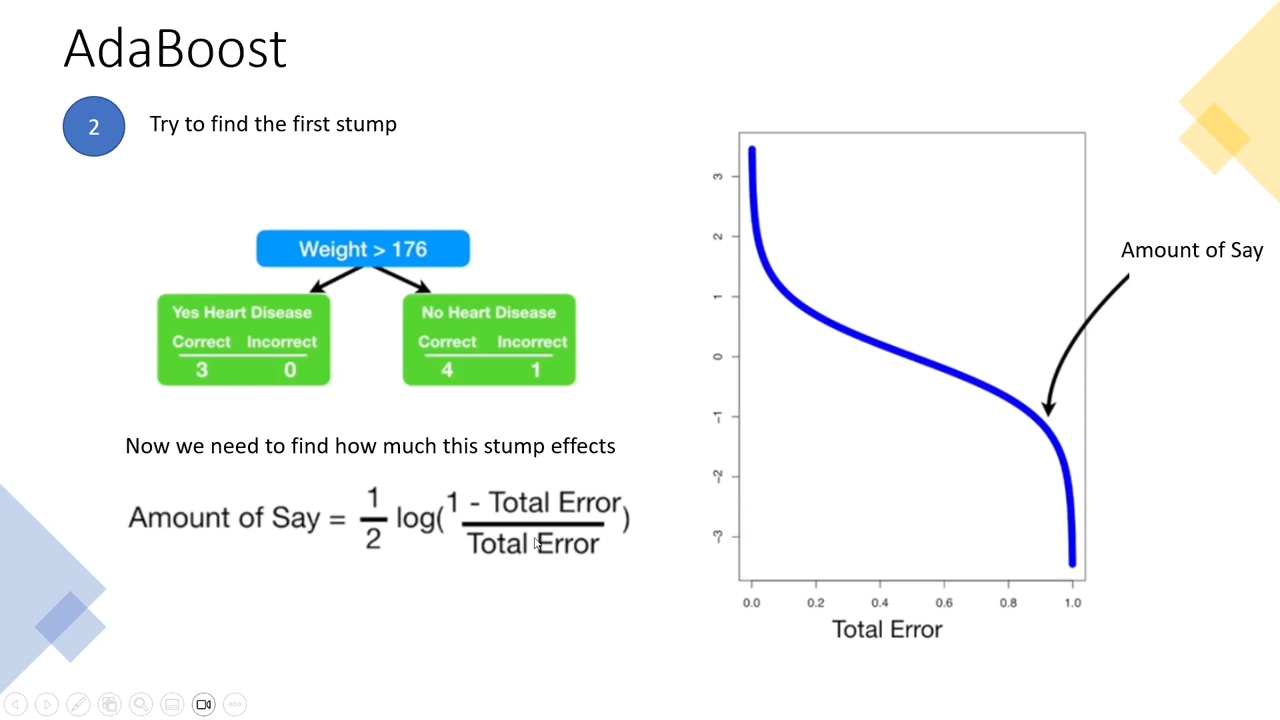 AdaBoost
2
Try to find the first stump
Weight > 176
Yes Heart Disease
Correct Incorrect
3 0
No Heart Disease
Correct Incorrect
4 1
Now we need to find how much this stump effects
Amount of Say = 1/2 log(1 - Total Error / Total Error)
3
2
1
0
-1
-2
-3
0.0 0.2 0.4 0.6 0.8 1.0
Total Error
Amount of Say